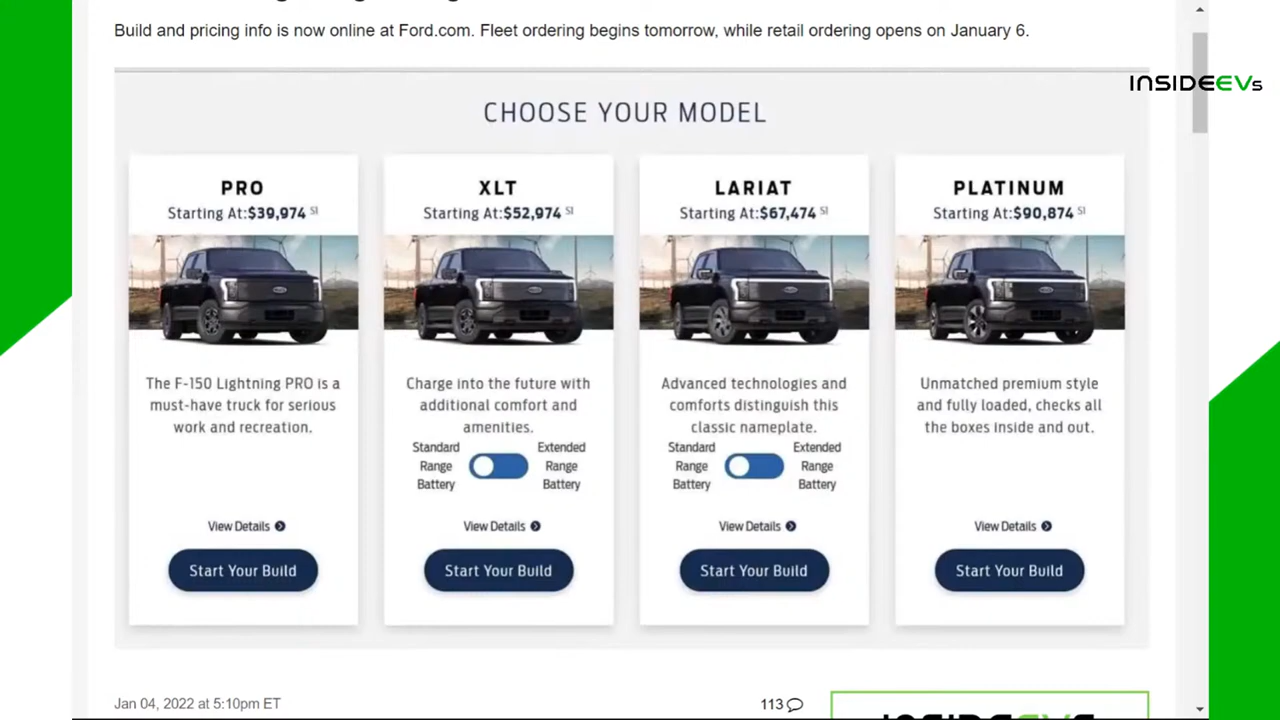 Build and pricing info is now online at Ford.com. Fleet ordering begins tomorrow, while retail ordering opens on January 6.
INSIDEEVs
CHOOSE YOUR MODEL
PRO
Starting At:$39,974 S1
The F-150 Lightning PRO is a
must-have truck for serious
work and recreation.
View Details
Start Your Build
XLT
Starting At:$52,974 S1
Charge into the future with
additional comfort and
amenities.
Standard
Range
Battery
Extended
Range
Battery
View Details
Start Your Build
LARIAT
Starting At:$67,474 S1
Advanced technologies and
comforts distinguish this
classic nameplate.
Standard
Range
Battery
Extended
Range
Battery
View Details
Start Your Build
PLATINUM
Starting At:$90,874 S1
Unmatched premium style
and fully loaded, checks all
the boxes inside and out.
View Details
Start Your Build
Jan 04, 2022 at 5:10pm ET
113